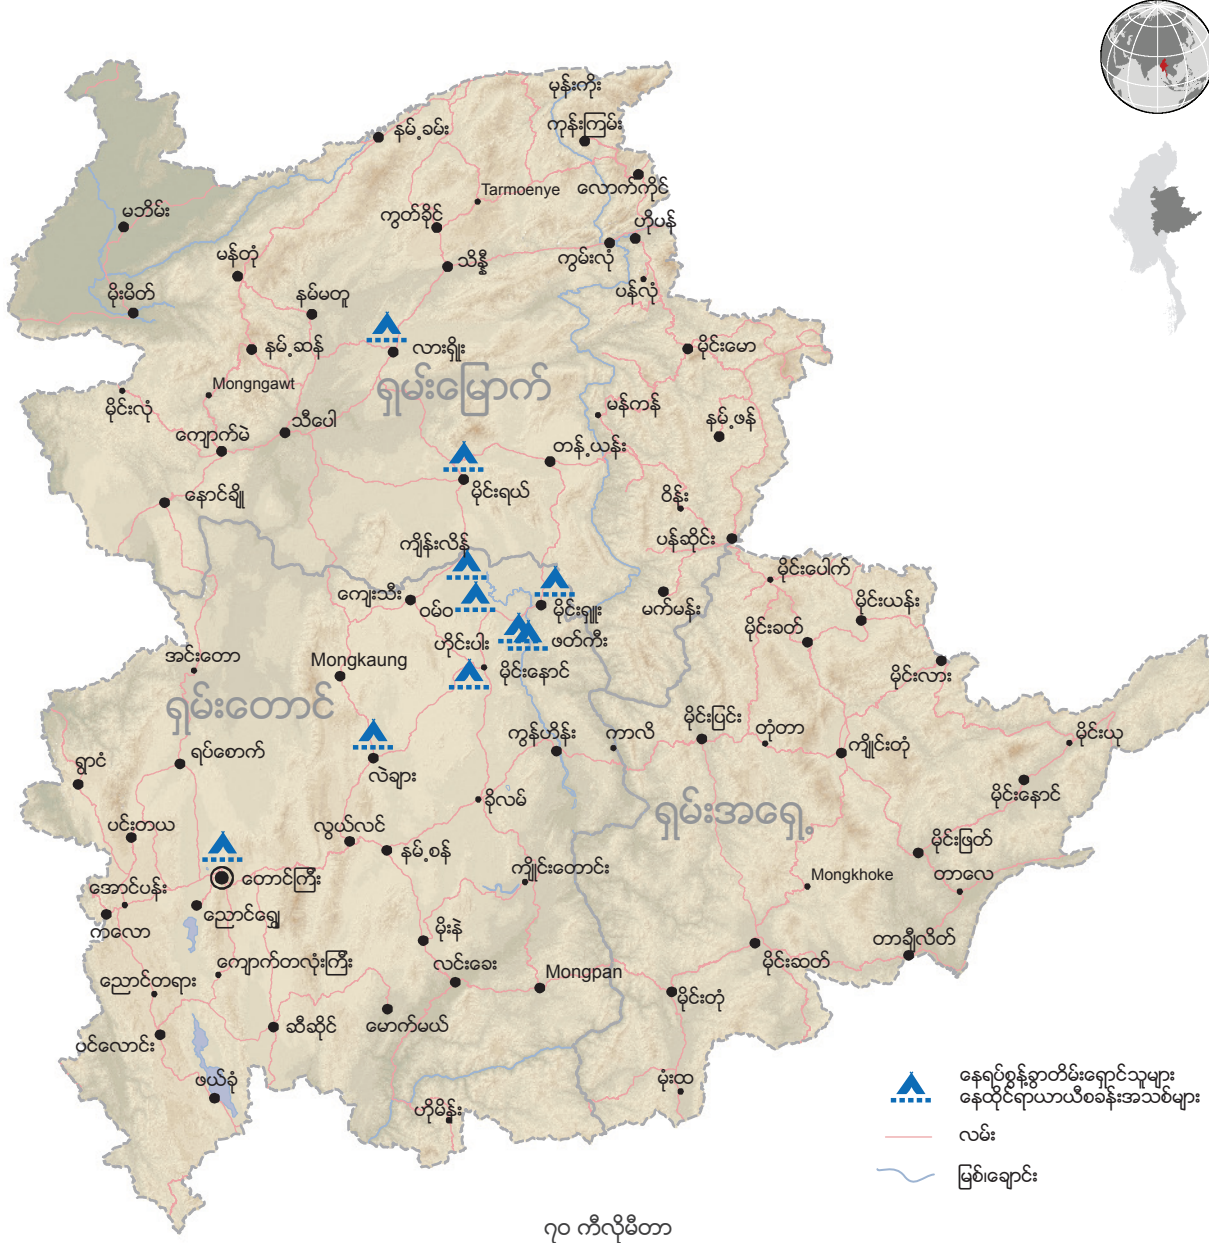 မုန်းကိုး
ကုန်းကြမ်း
နမ့်ခမ်း
Tarmoenye
လောက်ကိုင်
မဘိမ်း
ကွတ်ခိုင်
ဟိုပန်
မန်တုံ
သိန္နီ
ကွမ်းလုံ
ပန်လုံ
မိုးမိတ်
နမ်မတူ
နမ့်ဆန်
လားရှိုး
မိုင်းမော
ရှမ်းမြောက်
Mongngawt
မိုင်းလုံ
မန်ကန်
နမ့်ဖန်
သီပေါ
ကျောက်မဲ
တန့်ယန်း
နောင်ချို
မိုင်းရယ်
ဝိန်း
ပန်ဆိုင်း
ကျိန်းလိန်
မိုင်းပေါက်
ကျေးသီး
ဝမ်ဝ
မိုင်းရှူး
မက်မန်း
မိုင်းယန်း
မိုင်းခတ်
ဟိုင်းပါး
ဖတ်ကီး
အင်းတော
Mongkaung
မိုင်းနောင်
မိုင်းလား
ရှမ်းတောင်
မိုင်းပြင်း
ကွန်ဟိန်း
ကာလိ
တုံတာ
ကျိုင်းတုံ
မိုင်းယု
ရပ်စောက်
ရွာငံ
လဲချား
မိုင်းနောင်
ခိုလမ်
ရှမ်းအရှေ့
ပင်းတယ
လွယ်လင်
နမ့်စန်
မိုင်းဖြတ်
တောင်ကြီး
ကျိုင်းတောင်း
Mongkhoke
တာလေ
အောင်ပန်း
ညောင်ရွှေ
ကလော
မိုးနဲ
တာချီလိတ်
ကျောက်တလုံးကြီး
လင်းခေး
မိုင်းဆတ်
ညောင်တရား
Mongpan
မိုင်းတုံ
ဆီဆိုင်
မောက်မယ်
ပင်လောင်း
ဖယ်ခုံ
မုံးထ
ဟိုမိန်း
နေရပ်စွန့်ခွာတိမ်းရှောင်သူများ
နေထိုင်ရာယာယီစခန်းအသစ်များ
လမ်း
မြစ်၊ချောင်း
၇၀ ကီလိုမီတာ